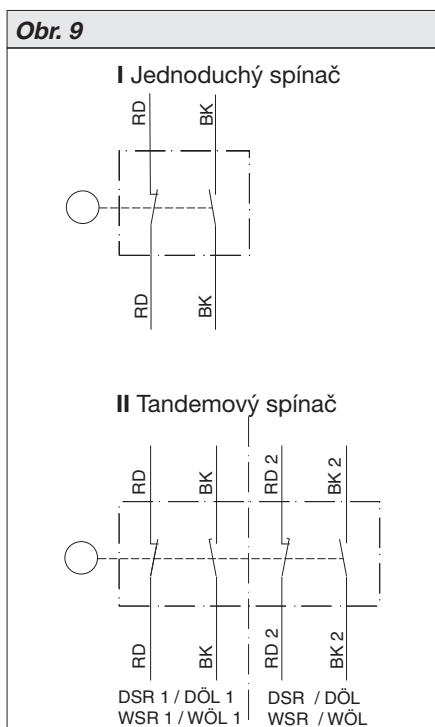 Obr. 9
I Jednoduchý spínač
RD BK
RD BK
II Tandemový spínač
RD BK RD 2 BK 2
RD BK RD 2 BK 2
DSR 1 / DÖL 1 DSR / DÖL
WSR 1 / WÖL 1 WSR / WÖL